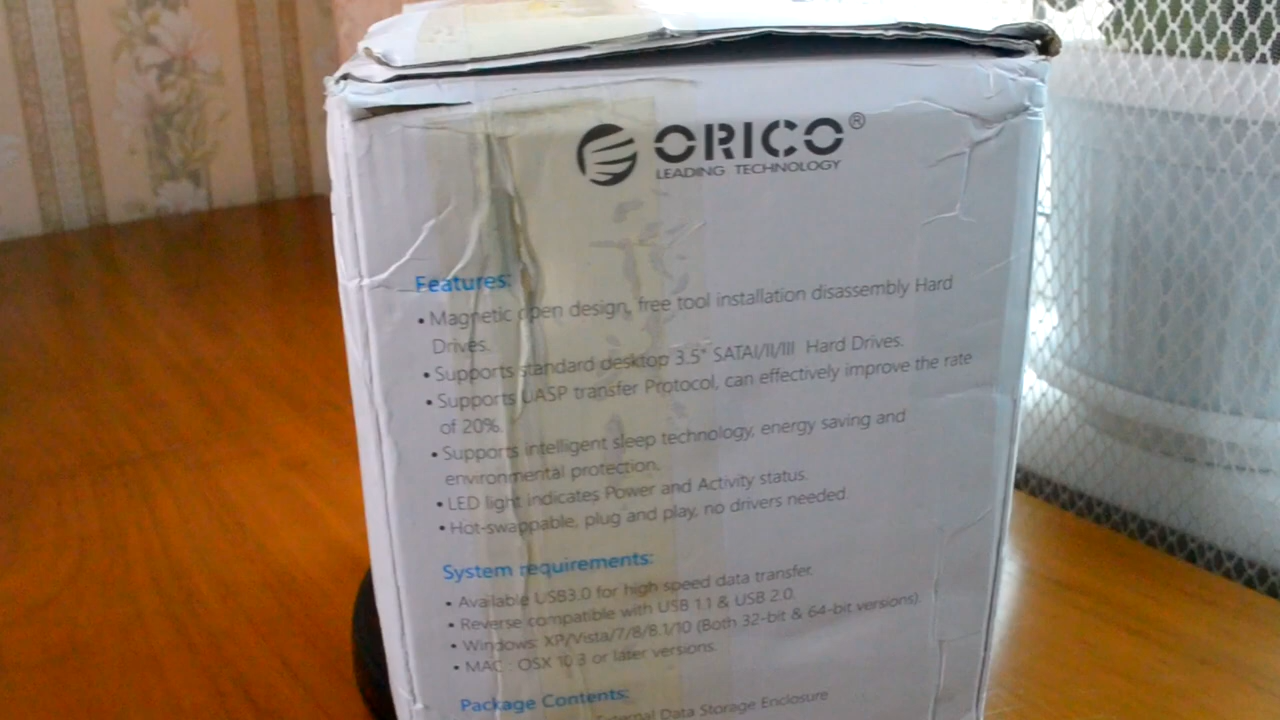 ORICO®
LEADING TECHNOLOGY
Features:
• Magnetic open design, free tool installation disassembly Hard
Drives.
• Supports standard desktop 3.5" SATAI/II/III Hard Drives.
• Supports UASP transfer Protocol, can effectively improve the rate
of 20%.
• Supports intelligent sleep technology, energy saving and
environmental protection.
• LED light indicates Power and Activity status.
• Hot-swappable, plug and play, no drivers needed.
System requirements:
• Available USB3.0 for high speed data transfer.
• Reverse compatible with USB 1.1 & USB 2.0.
• Windows: XP/Vista/7/8/8.1/10 (Both 32-bit & 64-bit versions)
• MAC : OSX 10.3 or later versions.
Package Contents:
External Data Storage Enclosure